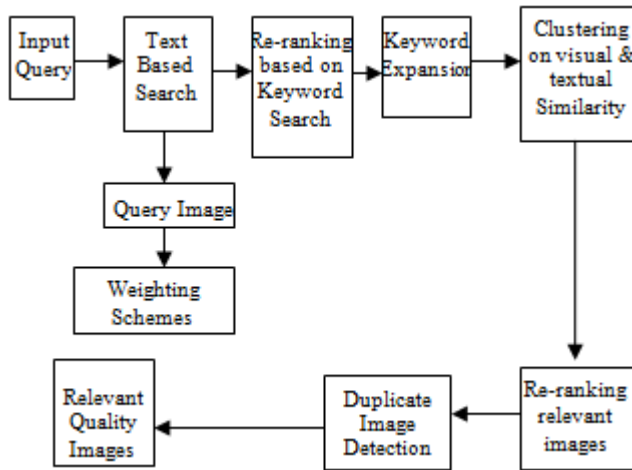 Input
Query
Text
Based
Search
Re-ranking
based on
Keyword
Search
Keyword
Expansion
Clustering
on visual &
textual
Similarity
Query Image
Weighting
Schemes
Re-ranking
relevant
images
Duplicate
Image
Detection
Relevant
Quality
Images